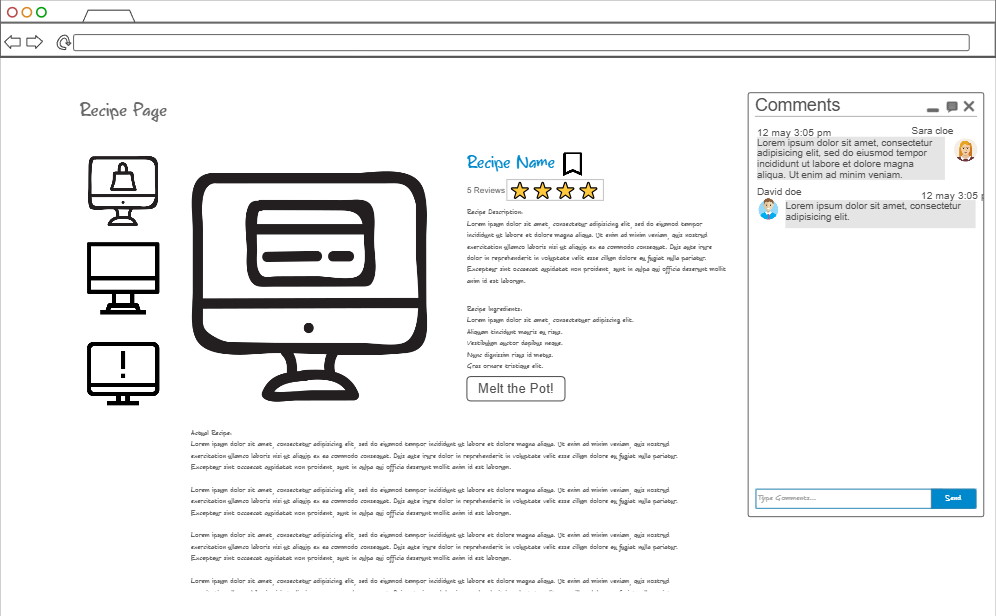 Recipe Page
Recipe Name
5 Reviews
Recipe Description:
Lorem ipsum dolor sit amet, consectetur adipisicing elit, sed do eiusmod tempor
incididunt ut labore et dolore magna aliqua. Ut enim ad minim veniam, quis nostrud
exercitation ullamco laboris nisi ut aliquip ex ea commodo consequat. Duis aute irure
dolor in reprehenderit in voluptate velit esse cillum dolore eu fugiat nulla pariatur.
Excepteur sint occaecat cupidatat non proident, sunt in culpa qui officia deserunt mollit
anim id est laborum.
Recipe Ingredients:
Lorem ipsum dolor sit amet, consectetuer adipiscing elit.
Aliquam tincidunt mauris eu risus.
Vestibulum auctor dapibus neque.
Nunc dignissim risus id metus.
Cras ornare tristique elit.
Melt the Pot!
Actual Recipe:
Lorem ipsum dolor sit amet, consectetur adipisicing elit, sed do eiusmod tempor incididunt ut labore et dolore magna aliqua. Ut enim ad minim veniam, quis nostrud
exercitation ullamco laboris nisi ut aliquip ex ea commodo consequat. Duis aute irure dolor in reprehenderit in voluptate velit esse cillum dolore eu fugiat nulla pariatur.
Excepteur sint occaecat cupidatat non proident, sunt in culpa qui officia deserunt mollit anim id est laborum.
Lorem ipsum dolor sit amet, consectetur adipisicing elit, sed do eiusmod tempor incididunt ut labore et dolore magna aliqua. Ut enim ad minim veniam, quis nostrud
exercitation ullamco laboris nisi ut aliquip ex ea commodo consequat. Duis aute irure dolor in reprehenderit in voluptate velit esse cillum dolore eu fugiat nulla pariatur.
Excepteur sint occaecat cupidatat non proident, sunt in culpa qui officia deserunt mollit anim id est laborum.
Lorem ipsum dolor sit amet, consectetur adipisicing elit, sed do eiusmod tempor incididunt ut labore et dolore magna aliqua. Ut enim ad minim veniam, quis nostrud
exercitation ullamco laboris nisi ut aliquip ex ea commodo consequat. Duis aute irure dolor in reprehenderit in voluptate velit esse cillum dolore eu fugiat nulla pariatur.
Excepteur sint occaecat cupidatat non proident, sunt in culpa qui officia deserunt mollit anim id est laborum.
Lorem ipsum dolor sit amet, consectetur adipisicing elit, sed do eiusmod tempor incididunt ut labore et dolore magna aliqua. Ut enim ad minim veniam, quis nostrud
Comments
12 may 3:05 pm
Sara doe
Lorem ipsum dolor sit amet, consectetur
adipisicing elit, sed do eiusmod tempor
incididunt ut labore et dolore magna
aliqua. Ut enim ad minim veniam.
David doe
12 may 3:05 p
Lorem ipsum dolor sit amet, consectetur
adipisicing elit.
Type Comments...
Send